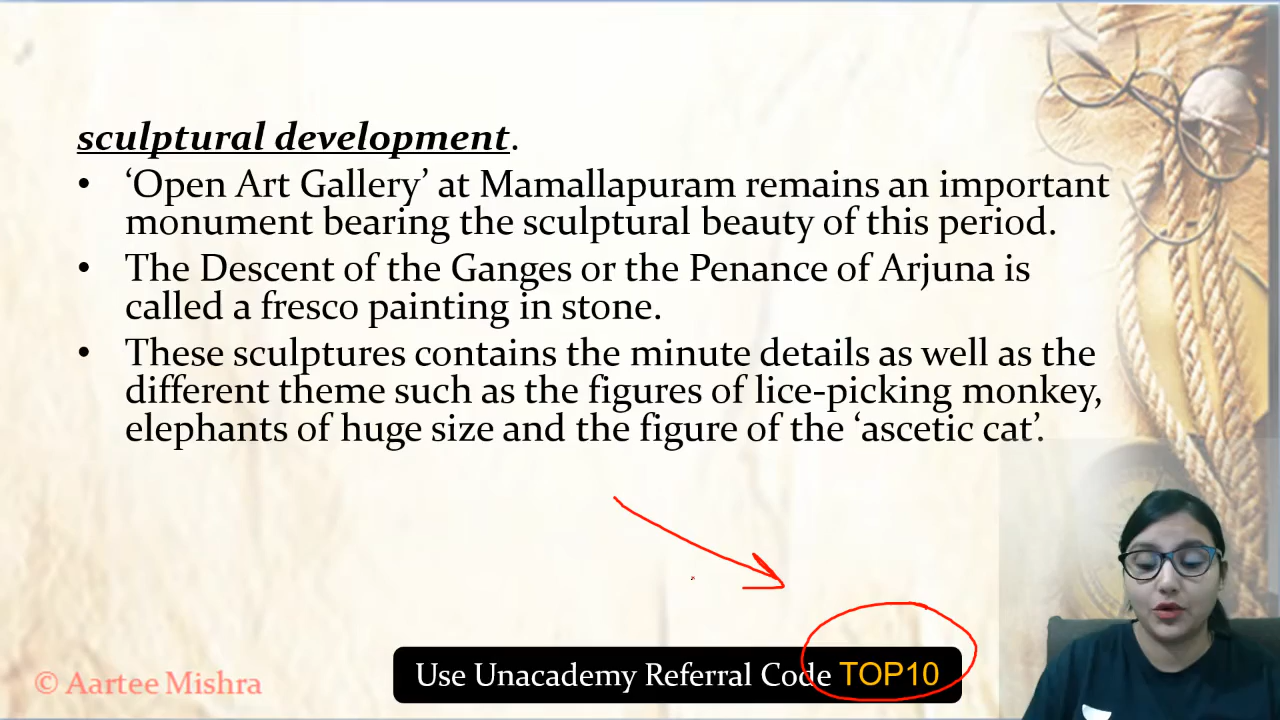 sculptural development.
• ‘Open Art Gallery’ at Mamallapuram remains an important
monument bearing the sculptural beauty of this period.
• The Descent of the Ganges or the Penance of Arjuna is
called a fresco painting in stone.
• These sculptures contains the minute details as well as the
different theme such as the figures of lice-picking monkey,
elephants of huge size and the figure of the ‘ascetic cat’.
Use Unacademy Referral Code TOP10
© Aartee Mishra